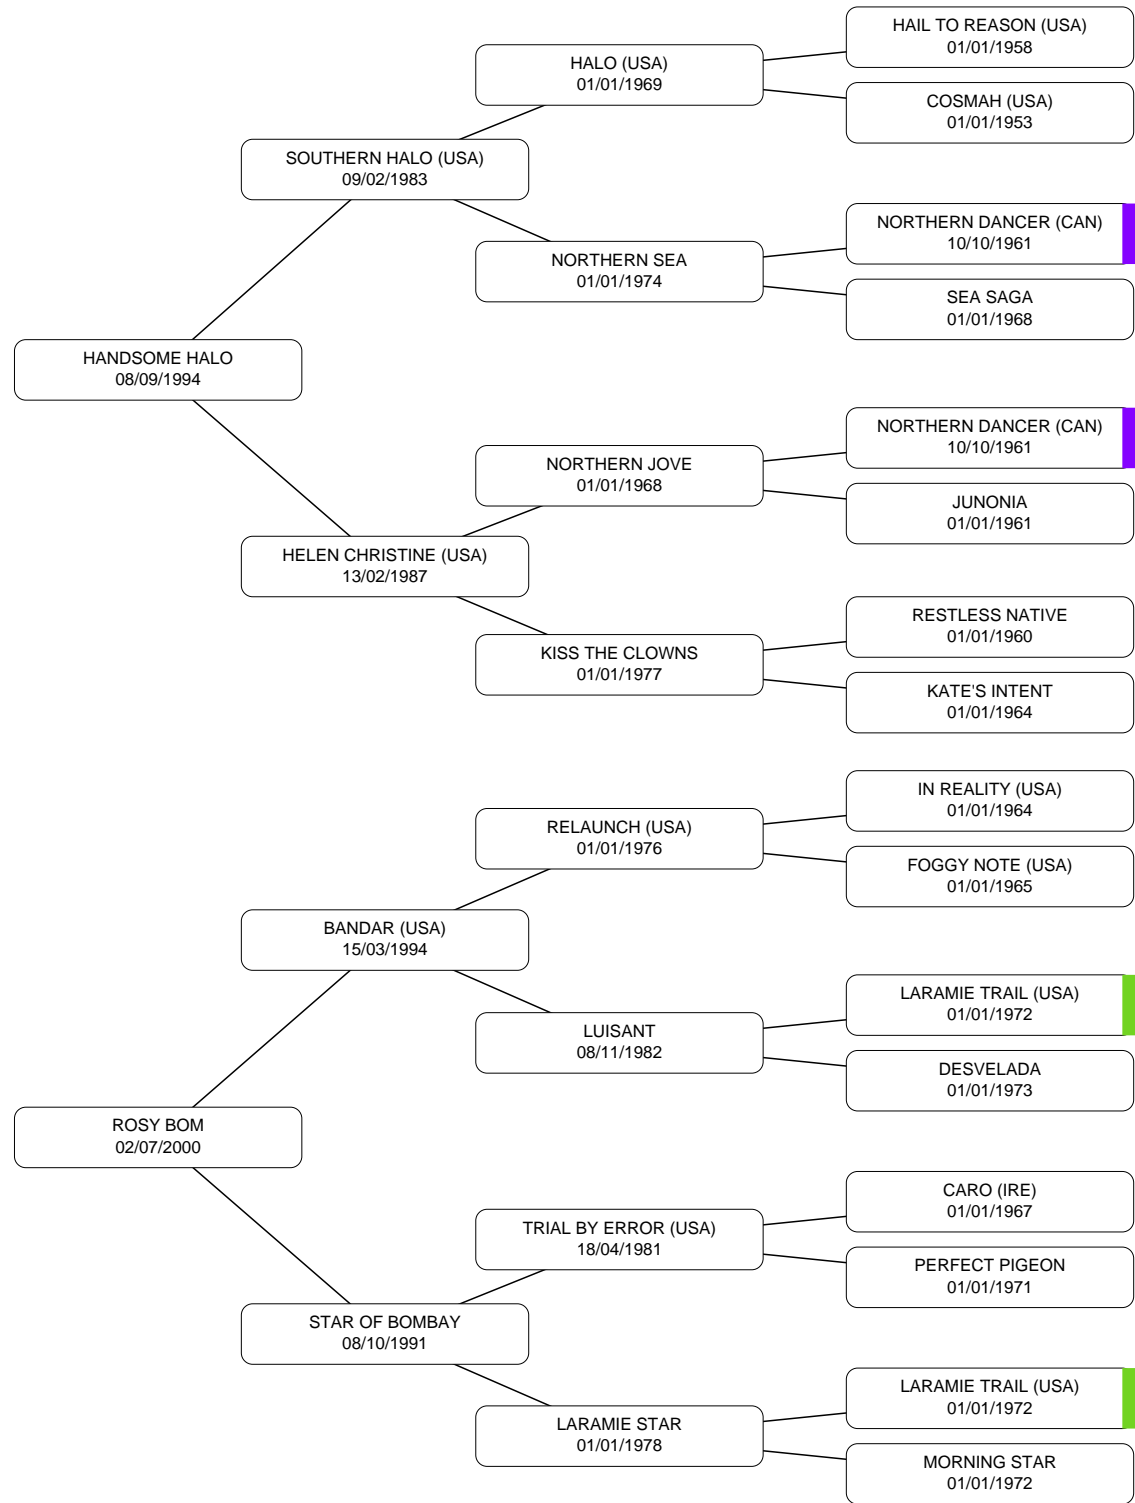 HAIL TO REASON (USA)
01/01/1958
HALO (USA)
01/01/1969
COSMAH (USA)
01/01/1953
SOUTHERN HALO (USA)
09/02/1983
NORTHERN DANCER (CAN)
10/10/1961
NORTHERN SEA
01/01/1974
SEA SAGA
01/01/1968
HANDSOME HALO
08/09/1994
NORTHERN DANCER (CAN)
10/10/1961
NORTHERN JOVE
01/01/1968
JUNONIA
01/01/1961
HELEN CHRISTINE (USA)
13/02/1987
RESTLESS NATIVE
01/01/1960
KISS THE CLOWNS
01/01/1977
KATE'S INTENT
01/01/1964
IN REALITY (USA)
01/01/1964
RELAUNCH (USA)
01/01/1976
FOGGY NOTE (USA)
01/01/1965
BANDAR (USA)
15/03/1994
LARAMIE TRAIL (USA)
01/01/1972
LUISANT
08/11/1982
DESVELADA
01/01/1973
ROSY BOM
02/07/2000
CARO (IRE)
01/01/1967
TRIAL BY ERROR (USA)
18/04/1981
PERFECT PIGEON
01/01/1971
STAR OF BOMBAY
08/10/1991
LARAMIE TRAIL (USA)
01/01/1972
LARAMIE STAR
01/01/1978
MORNING STAR
01/01/1972